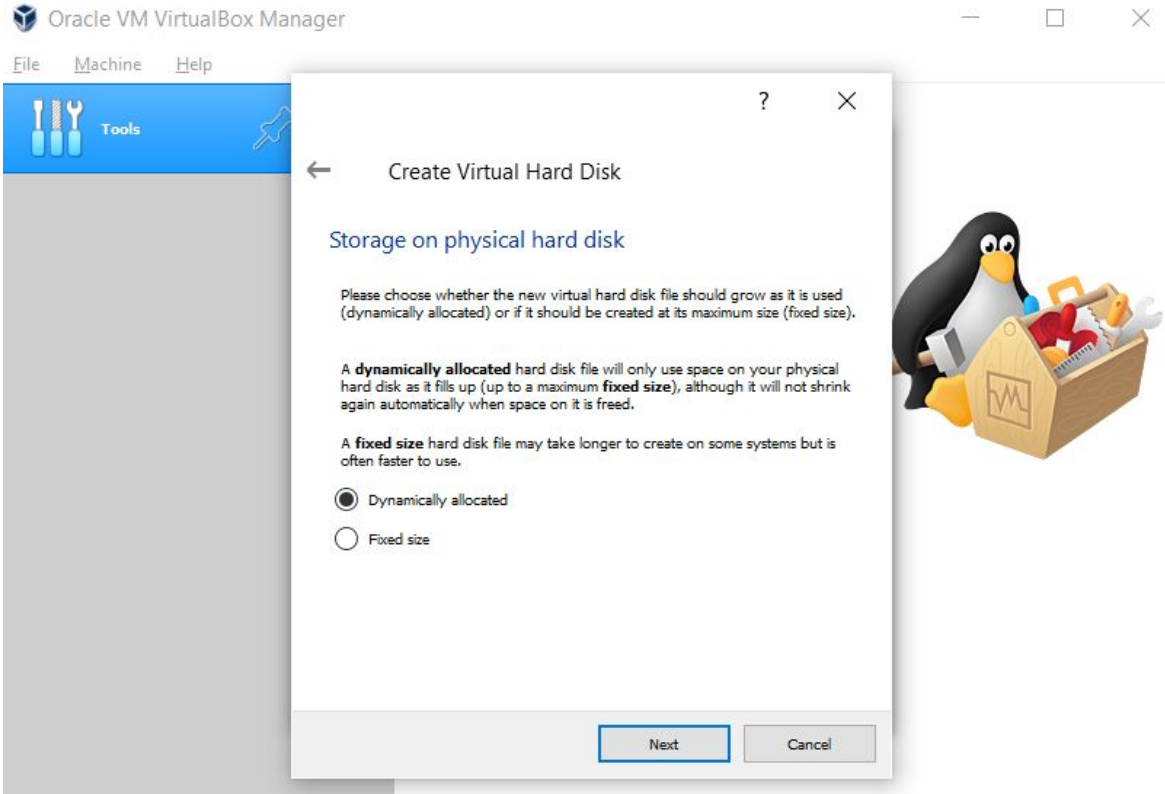 Oracle VM VirtualBox Manager
File Machine Help
Tools
?
Create Virtual Hard Disk
Storage on physical hard disk
Please choose whether the new virtual hard disk file should grow as it is used
(dynamically allocated) or if it should be created at its maximum size (fixed size).
A dynamically allocated hard disk file will only use space on your physical
hard disk as it fills up (up to a maximum fixed size), although it will not shrink
again automatically when space on it is freed.
A fixed size hard disk file may take longer to create on some systems but is
often faster to use.
Dynamically allocated
Fixed size
Next Cancel